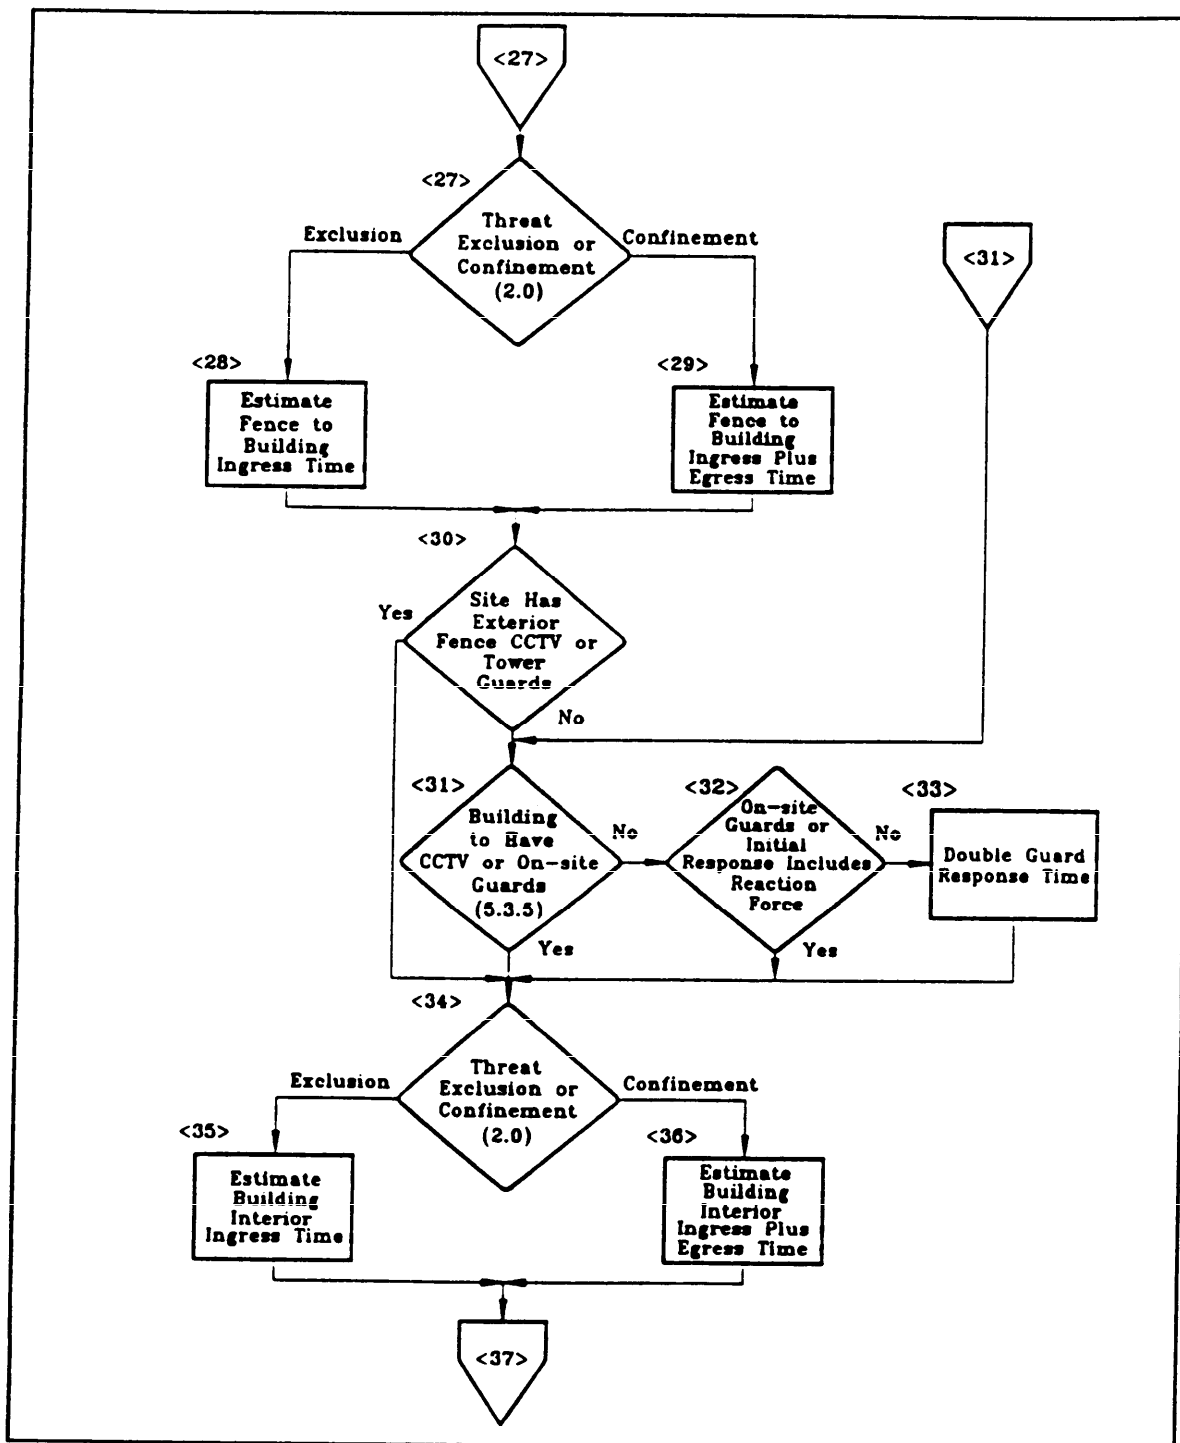 <27>
<27>
Threat
Exclusion or
Confinement
(2.0)
Exclusion
Confinement
<31>
<28>
Estimate
Fence to
Building
Ingress Time
<29>
Estimate
Fence to
Building
Ingress Plus
Egress Time
<30>
Site Has
Exterior
Fence CCTV or
Tower
Guards
Yes
No
<31>
Building
to Have
CCTV or On-site
Guards
(5.3.5)
No
Yes
<32>
On-site
Guards or
Initial
Response Includes
Reaction
Force
No
Yes
<33>
Double Guard
Response Time
<34>
Threat
Exclusion or
Confinement
(2.0)
Exclusion
Confinement
<35>
Estimate
Building
Interior
Ingress Time
<36>
Estimate
Building
Interior
Ingress Plus
Egress Time
<37>